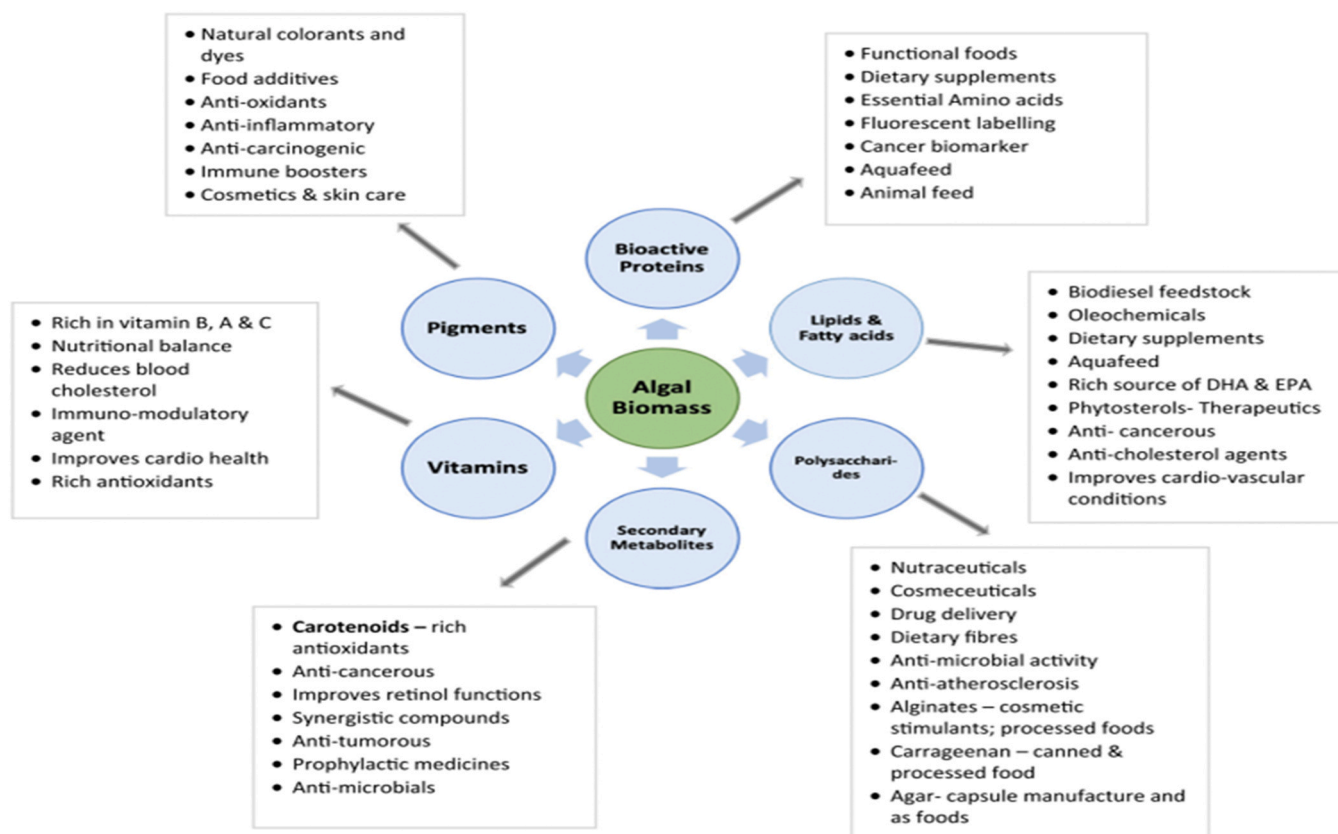 • Natural colorants and
dyes
• Food additives
• Anti-oxidants
• Anti-inflammatory
• Anti-carcinogenic
• Immune boosters
• Cosmetics & skin care
• Functional foods
• Dietary supplements
• Essential Amino acids
• Fluorescent labelling
• Cancer biomarker
• Aquafeed
• Animal feed
Bioactive
Proteins
Pigments
Lipids &
Fatty acids
Algal
Biomass
Vitamins
Polysacchari-
des
Secondary
Metabolites
• Rich in vitamin B, A & C
• Nutritional balance
• Reduces blood
cholesterol
• Immuno-modulatory
agent
• Improves cardio health
• Rich antioxidants
• Biodiesel feedstock
• Oleochemicals
• Dietary supplements
• Aquafeed
• Rich source of DHA & EPA
• Phytosterols- Therapeutics
• Anti- cancerous
• Anti-cholesterol agents
• Improves cardio-vascular
conditions
• Carotenoids – rich
antioxidants
• Anti-cancerous
• Improves retinol functions
• Synergistic compounds
• Anti-tumorous
• Prophylactic medicines
• Anti-microbials
• Nutraceuticals
• Cosmeceuticals
• Drug delivery
• Dietary fibres
• Anti-microbial activity
• Anti-atherosclerosis
• Alginates – cosmetic
stimulants; processed foods
• Carrageenan – canned &
processed food
• Agar- capsule manufacture and
as foods